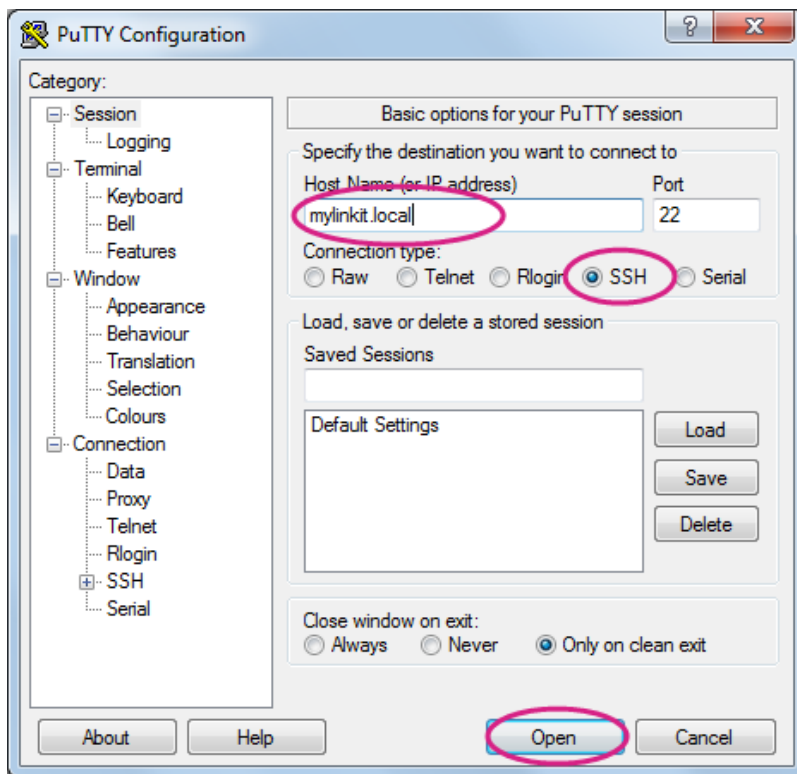 PuTTY Configuration
Category:
Session
Logging
Terminal
Keyboard
Bell
Features
Window
Appearance
Behaviour
Translation
Selection
Colours
Connection
Data
Proxy
Telnet
Rlogin
SSH
Serial
Basic options for your PuTTY session
Specify the destination you want to connect to
Host Name (or IP address) Port
mylinkit.local 22
Connection type:
Raw Telnet Rlogin SSH Serial
Load, save or delete a stored session
Saved Sessions
Default Settings
Load
Save
Delete
Close window on exit:
Always Never Only on clean exit
About Help Open Cancel